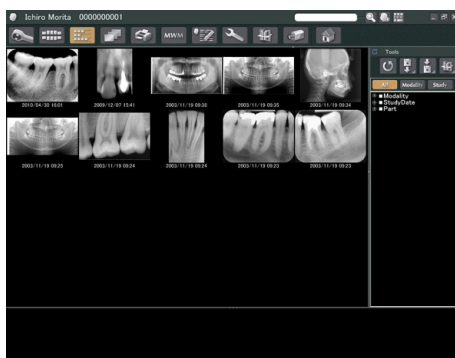 Ichiro Morita 0000000001
MWM
Tools
All Modality Study
Modality
StudyDate
Part
2010/04/30 16:01
2009/12/07 15:41
2003/11/19 09:38
2003/11/19 09:35
2003/11/19 09:34
2003/11/19 09:25
2003/11/19 09:24
2003/11/19 09:24
2003/11/19 09:23
2003/11/19 09:23